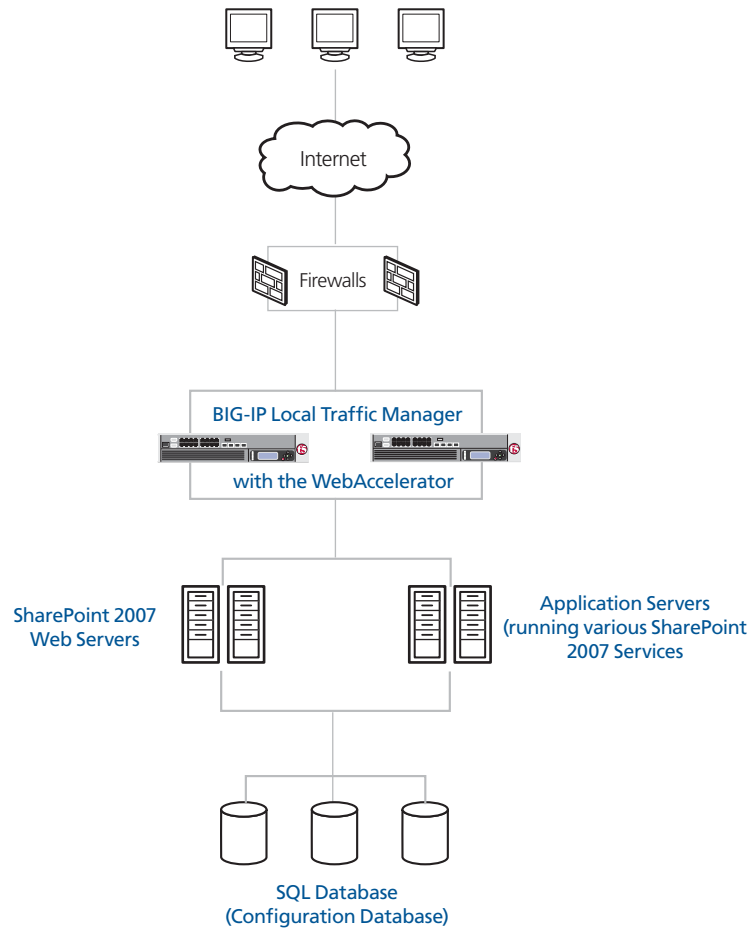 Internet
Firewalls
BIG-IP Local Traffic Manager
with the WebAccelerator
SharePoint 2007
Web Servers
Application Servers
(running various SharePoint
2007 Services
SQL Database
(Configuration Database)